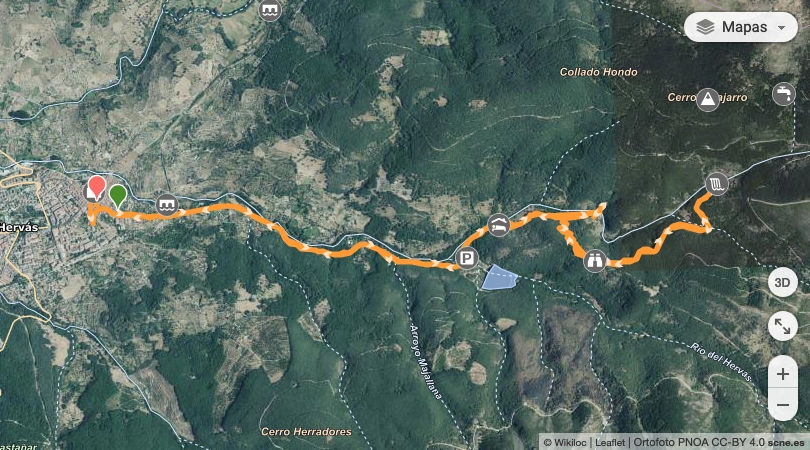 Mapas
Collado Hondo
Cerro
jarro
Hervás
P
3D
Arroyo Majallana
Río del Hervás
Cerro Herradores
+
−
© Wikiloc | Leaflet | Ortofoto PNOA CC-BY 4.0 scne.es